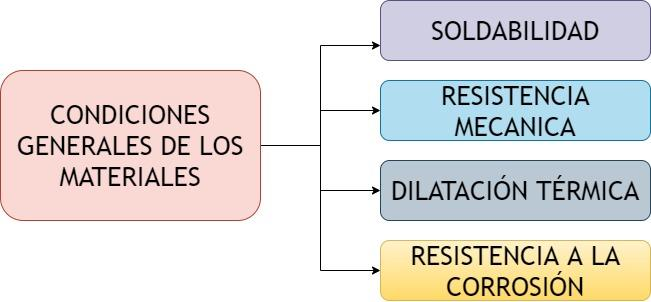 CONDICIONES
GENERALES DE LOS
MATERIALES
SOLDABILIDAD
RESISTENCIA
MECANICA
DILATACIÓN TÉRMICA
RESISTENCIA A LA
CORROSIÓN